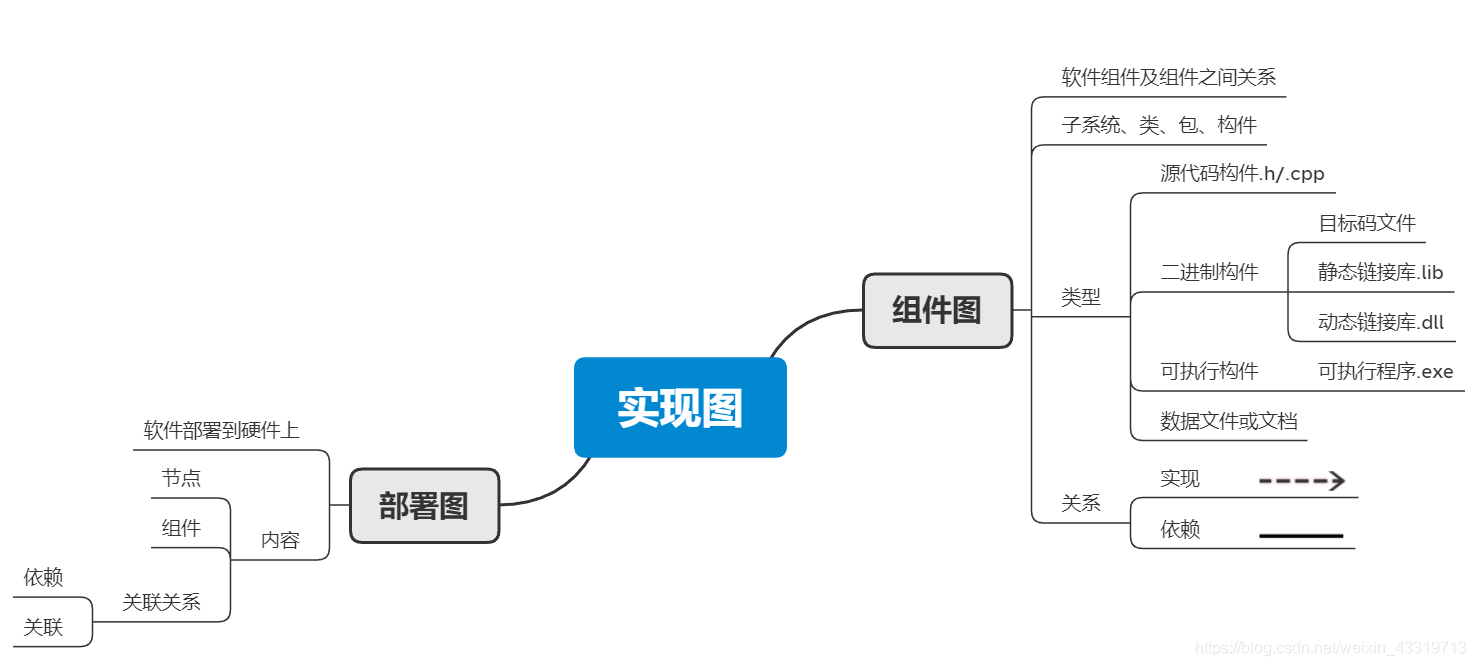 实现图
组件图
软件组件及组件之间关系
子系统、类、包、构件
类型
源代码构件.h/.cpp
二进制构件
目标码文件
静态链接库.lib
动态链接库.dll
可执行构件
可执行程序.exe
数据文件或文档
关系
实现
依赖
部署图
软件部署到硬件上
内容
节点
组件
关联关系
依赖
关联
https://blog.csdn.net/weixin_43319713